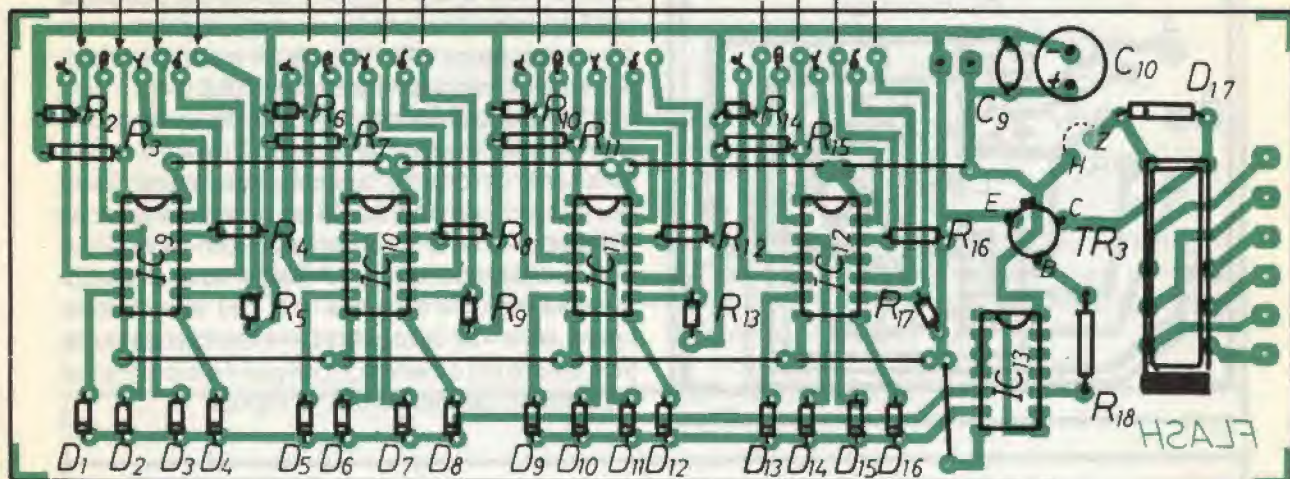 α β γ δ α β γ δ α β γ δ α β γ δ
C10 D17
C9
R2 R3 R6 R7 R10 R11 R14 R15
Z
H
E C
TR3
B
IC9 R4 IC10 R8 IC11 R12 IC12 R16
R5 R9 R13 R17
IC13
R18
FLASH
D1 D2 D3 D4 D5 D6 D7 D8 D9 D10 D11 D12 D13 D14 D15 D16